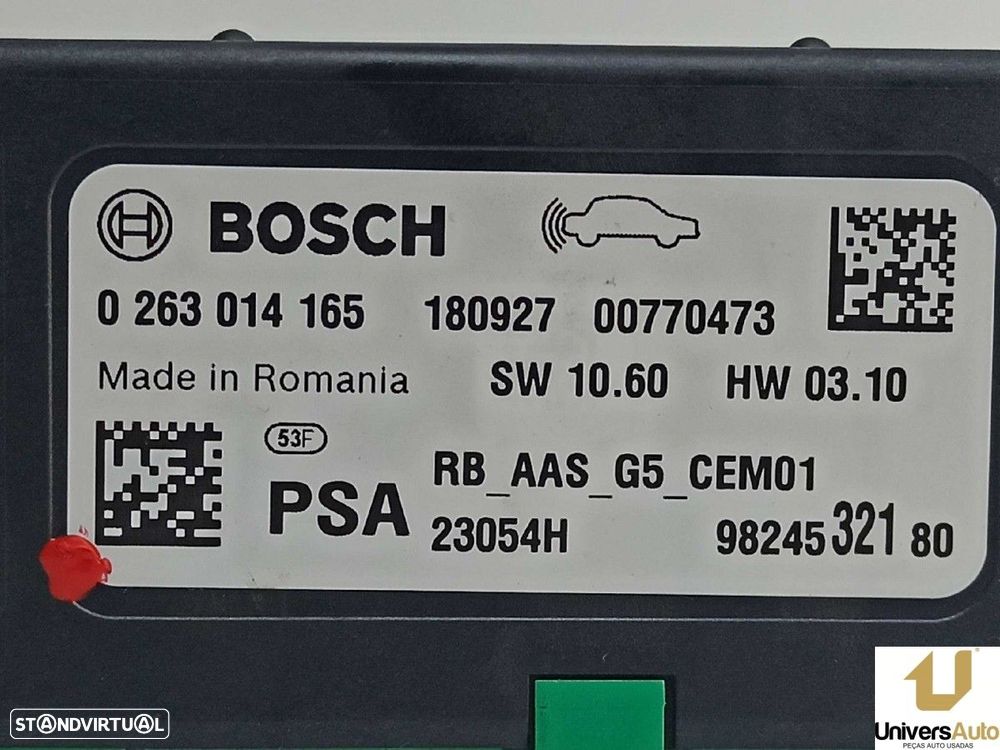 BOSCH
0 263 014 165 180927 00770473
Made in Romania SW 10.60 HW 03.10
53F
PSA RB_AAS_G5_CEM01
23054H 98245 321 80
STANDVIRTUAL
UniversAuto
PEÇAS AUTO USADAS